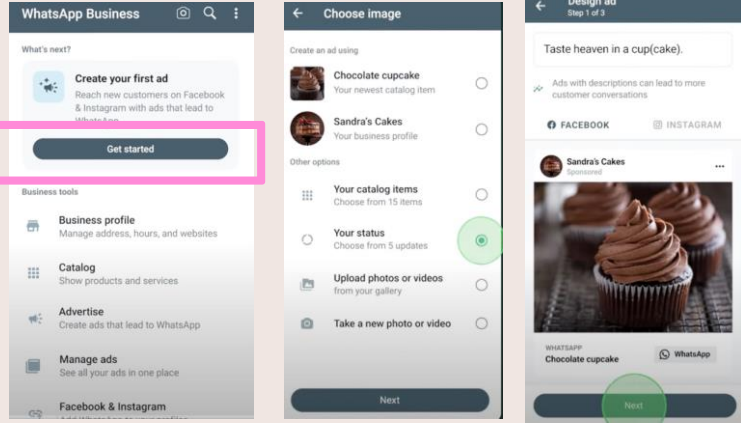 WhatsApp Business
What's next?
Create your first ad
Reach new customers on Facebook
& Instagram with ads that lead to
WhatsApp
Get started
Business tools
Business profile
Manage address, hours, and websites
Catalog
Show products and services
Advertise
Create ads that lead to WhatsApp
Manage ads
See all your ads in one place
Facebook & Instagram
Choose image
Create an ad using
Chocolate cupcake
Your newest catalog item
Sandra's Cakes
Your business profile
Other options
Your catalog items
Choose from 15 items
Your status
Choose from 5 updates
Upload photos or videos
from your gallery
Take a new photo or video
Next
Design ad
Step 1 of 3
Taste heaven in a cup(cake).
Ads with descriptions can lead to more
customer conversations
FACEBOOK
INSTAGRAM
Sandra's Cakes
Sponsored
WHATSAPP
Chocolate cupcake
WhatsApp
Next